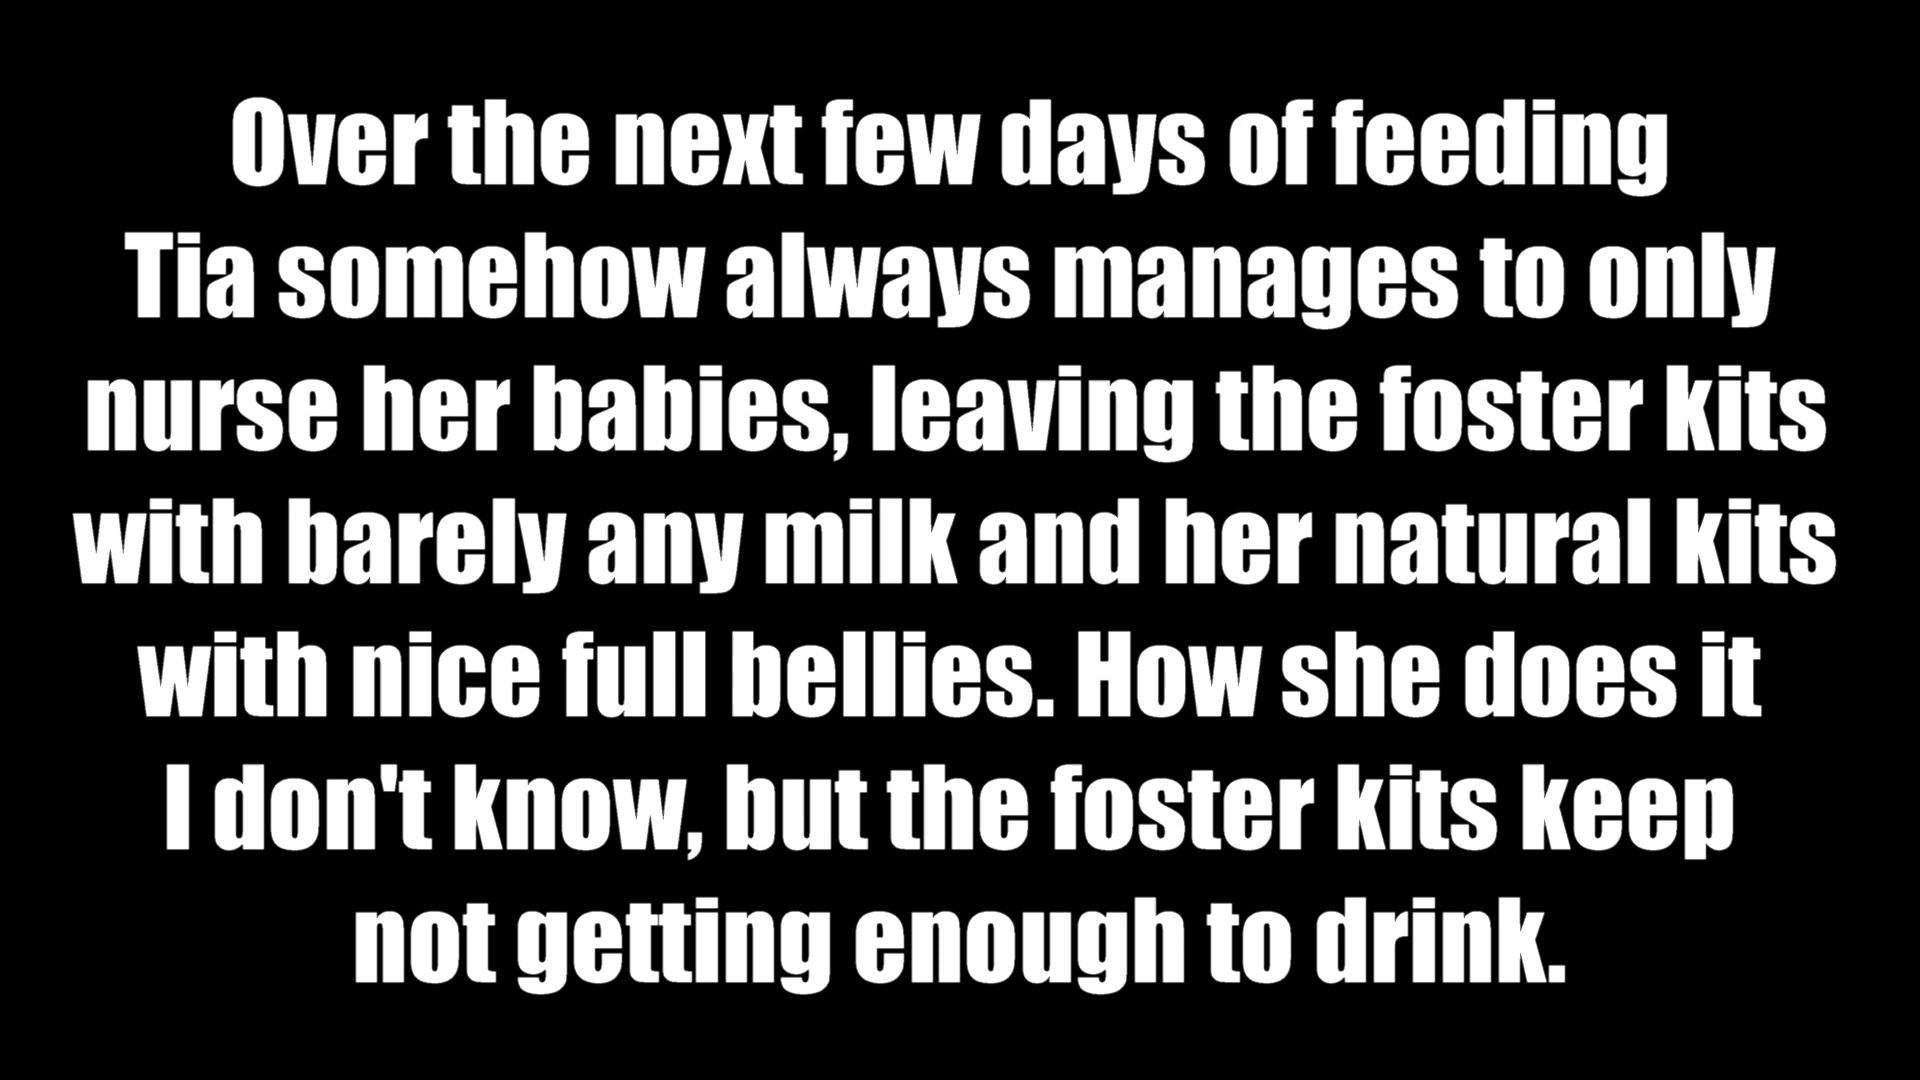 Over the next few days of feeding
Tia somehow always manages to only
nurse her babies, leaving the foster kits
with barely any milk and her natural kits
with nice full bellies. How she does it
I don't know, but the foster kits keep
not getting enough to drink.